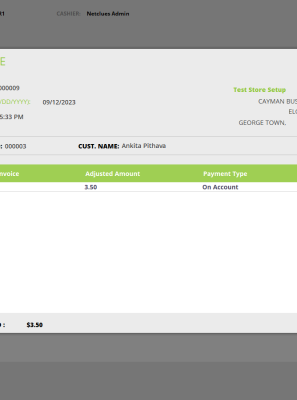 CASHIER: Netclues Admin
E
000009
Test Store Setup
/DD/YYYY: 09/12/2023
CAYMAN BUS
ELG
5:33 PM
GEORGE TOWN,
: 000003 CUST. NAME: Ankita Pithava
nvoice Adjusted Amount Payment Type
3.50 On Account
: $3.50